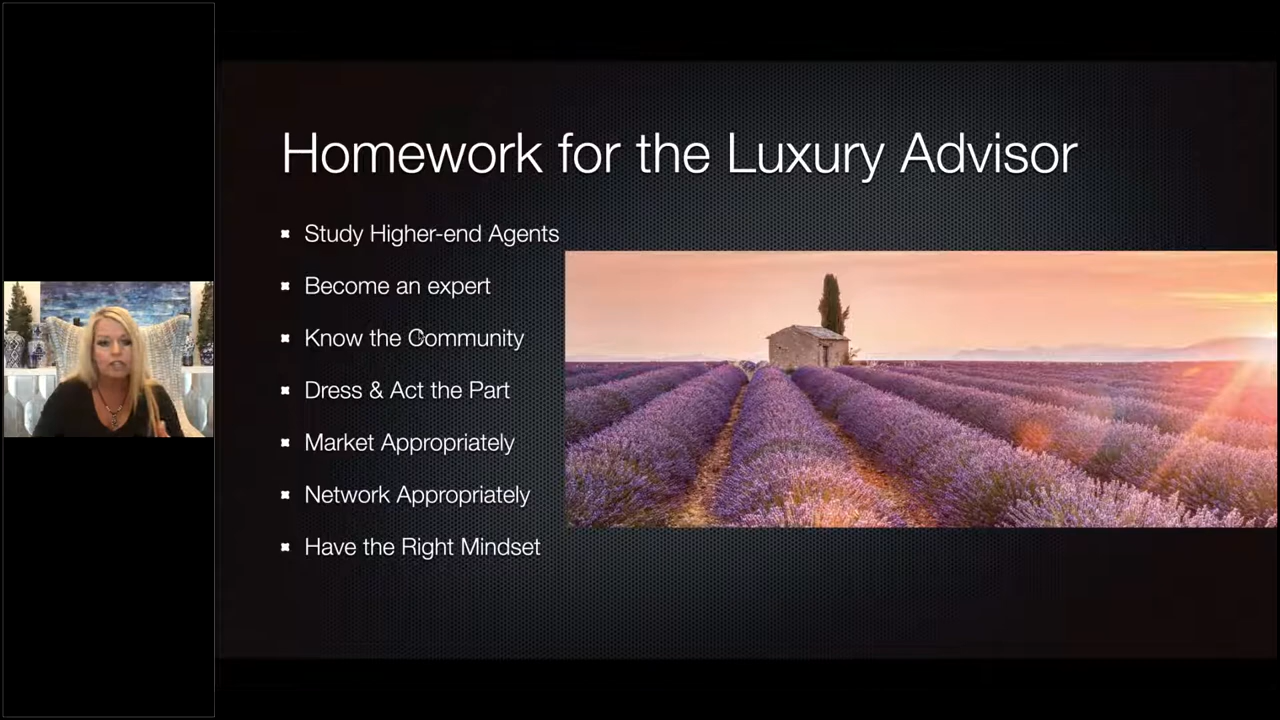 Homework for the Luxury Advisor
Study Higher-end Agents
Become an expert
Know the Community
Dress & Act the Part
Market Appropriately
Network Appropriately
Have the Right Mindset